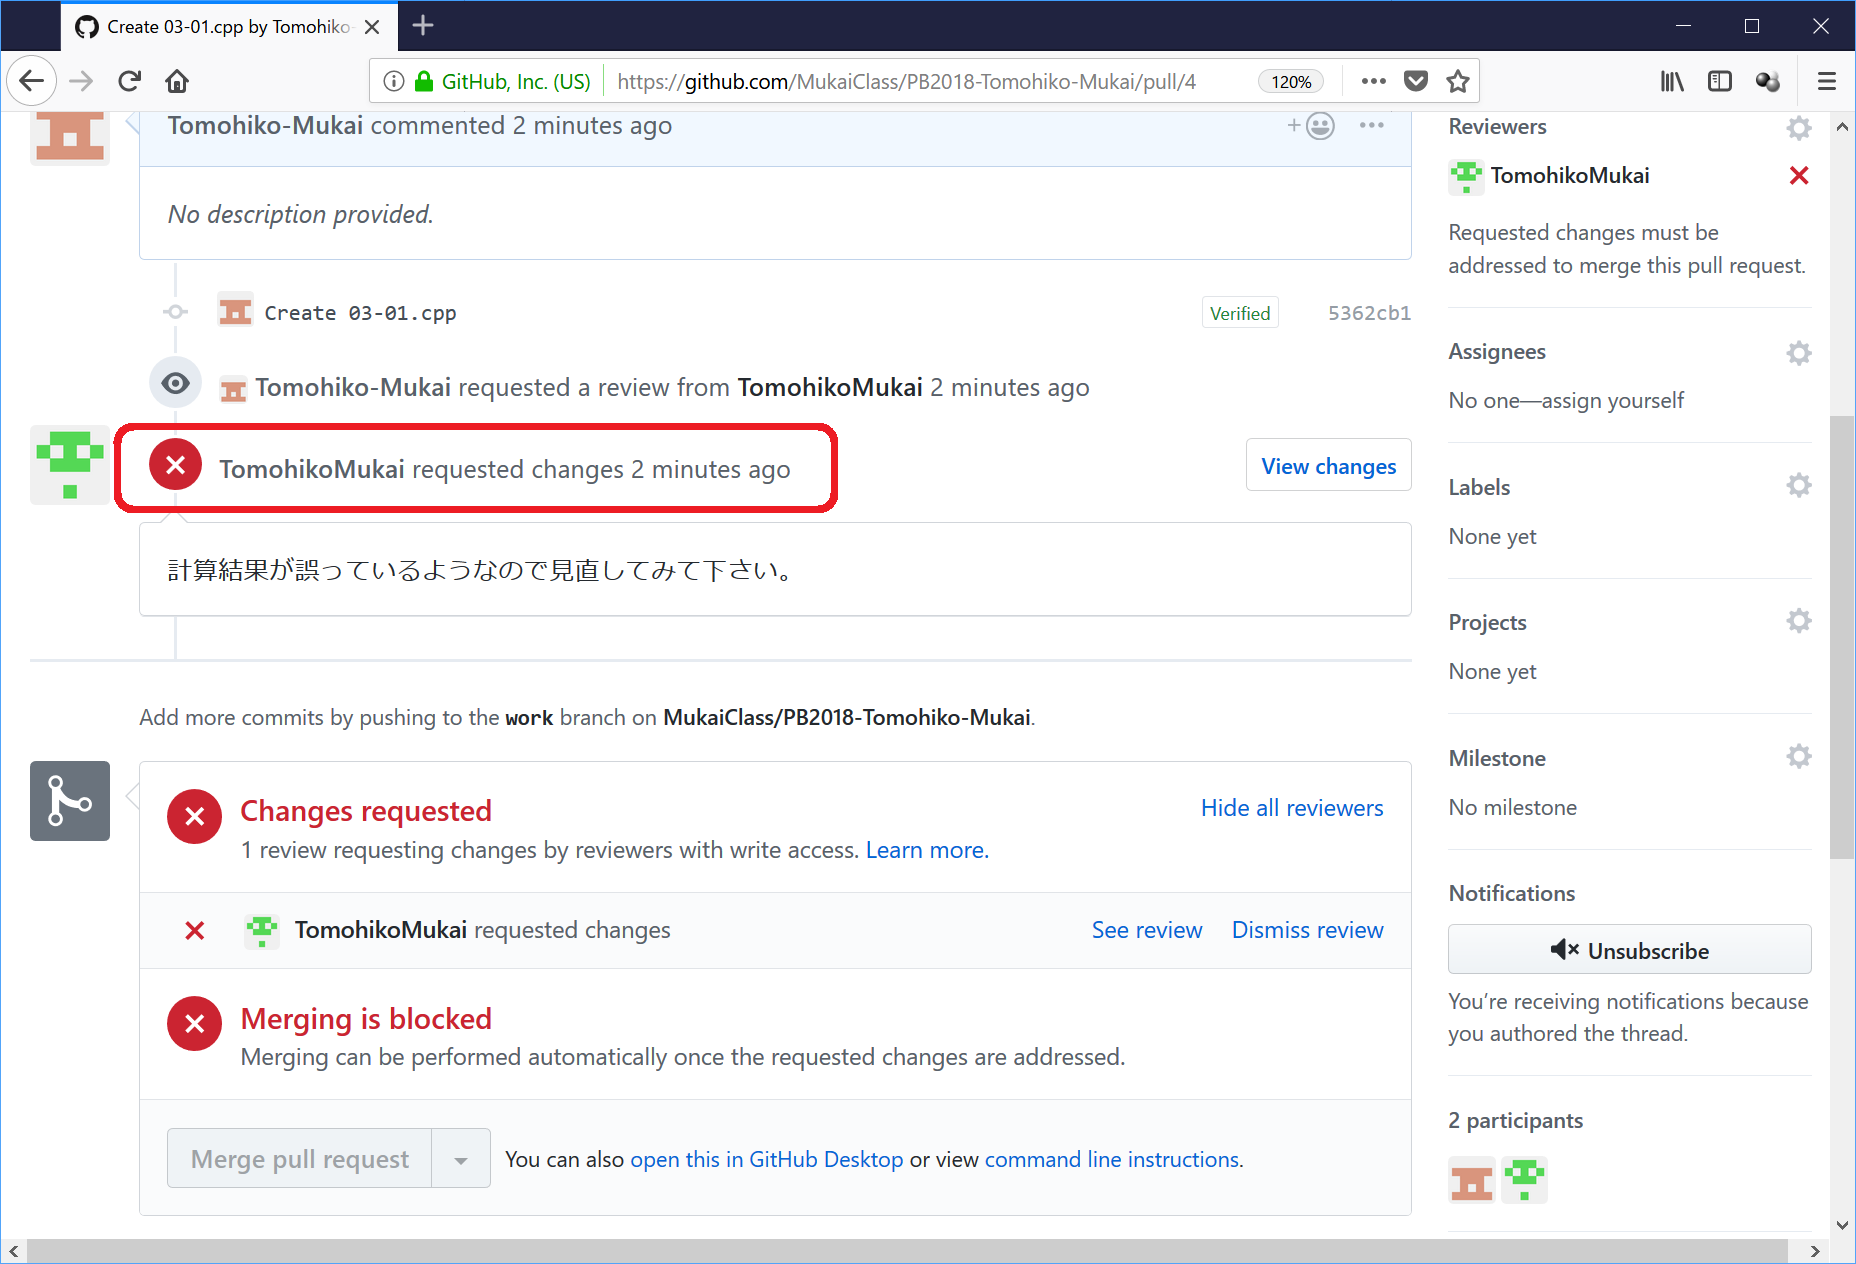 Create 03-01.cpp by Tomohiko-
GitHub, Inc. (US)
https://github.com/MukaiClass/PB2018-Tomohiko-Mukai/pull/4
120%
Tomohiko-Mukai commented 2 minutes ago
No description provided.
Create 03-01.cpp
Verified
5362cb1
Tomohiko-Mukai requested a review from TomohikoMukai 2 minutes ago
TomohikoMukai requested changes 2 minutes ago
View changes
計算結果が誤っているようなので見直してみて下さい。
Add more commits by pushing to the work branch on MukaiClass/PB2018-Tomohiko-Mukai.
Changes requested
Hide all reviewers
1 review requesting changes by reviewers with write access. Learn more.
TomohikoMukai requested changes
See review
Dismiss review
Merging is blocked
Merging can be performed automatically once the requested changes are addressed.
Merge pull request
You can also open this in GitHub Desktop or view command line instructions.
Reviewers
TomohikoMukai
Requested changes must be
addressed to merge this pull request.
Assignees
No one—assign yourself
Labels
None yet
Projects
None yet
Milestone
No milestone
Notifications
Unsubscribe
You’re receiving notifications because
you authored the thread.
2 participants